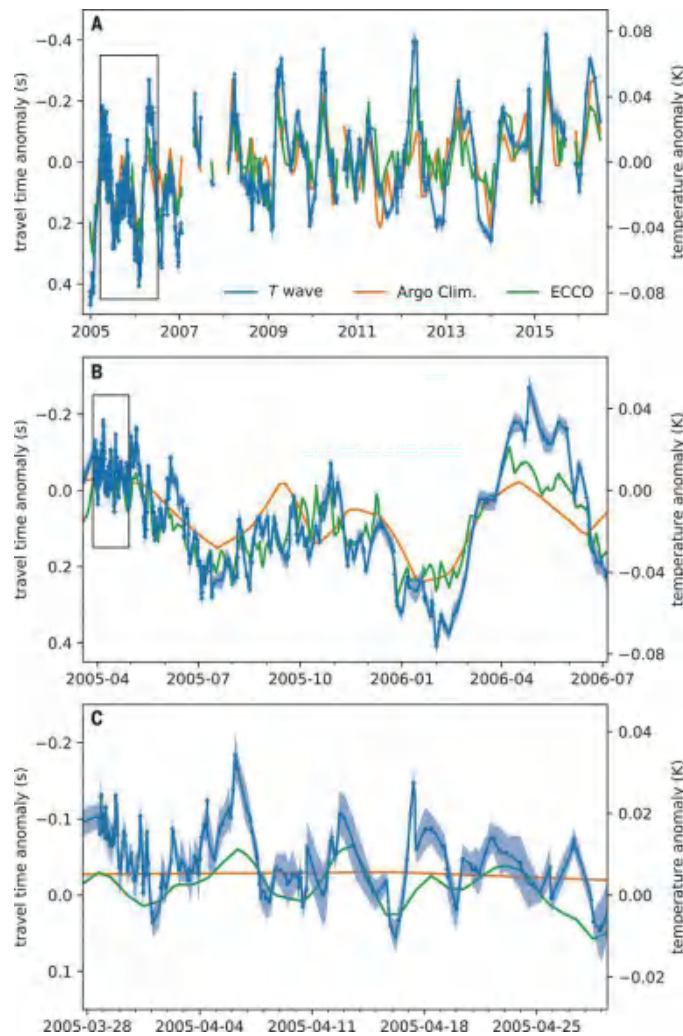 A
travel time anomaly (s)
−0.4
−0.2
0.0
0.2
0.4
0.08
0.04
0.00
−0.04
−0.08
temperature anomaly (K)
T wave Argo Clim. ECCO
2005 2007 2009 2011 2013 2015
B
travel time anomaly (s)
−0.2
0.0
0.2
0.4
0.04
0.00
−0.04
−0.08
temperature anomaly (K)
2005-04 2005-07 2005-10 2006-01 2006-04 2006-07
C
travel time anomaly (s)
−0.2
−0.1
0.0
0.1
0.04
0.02
0.00
−0.02
temperature anomaly (K)
2005-03-28 2005-04-04 2005-04-11 2005-04-18 2005-04-25